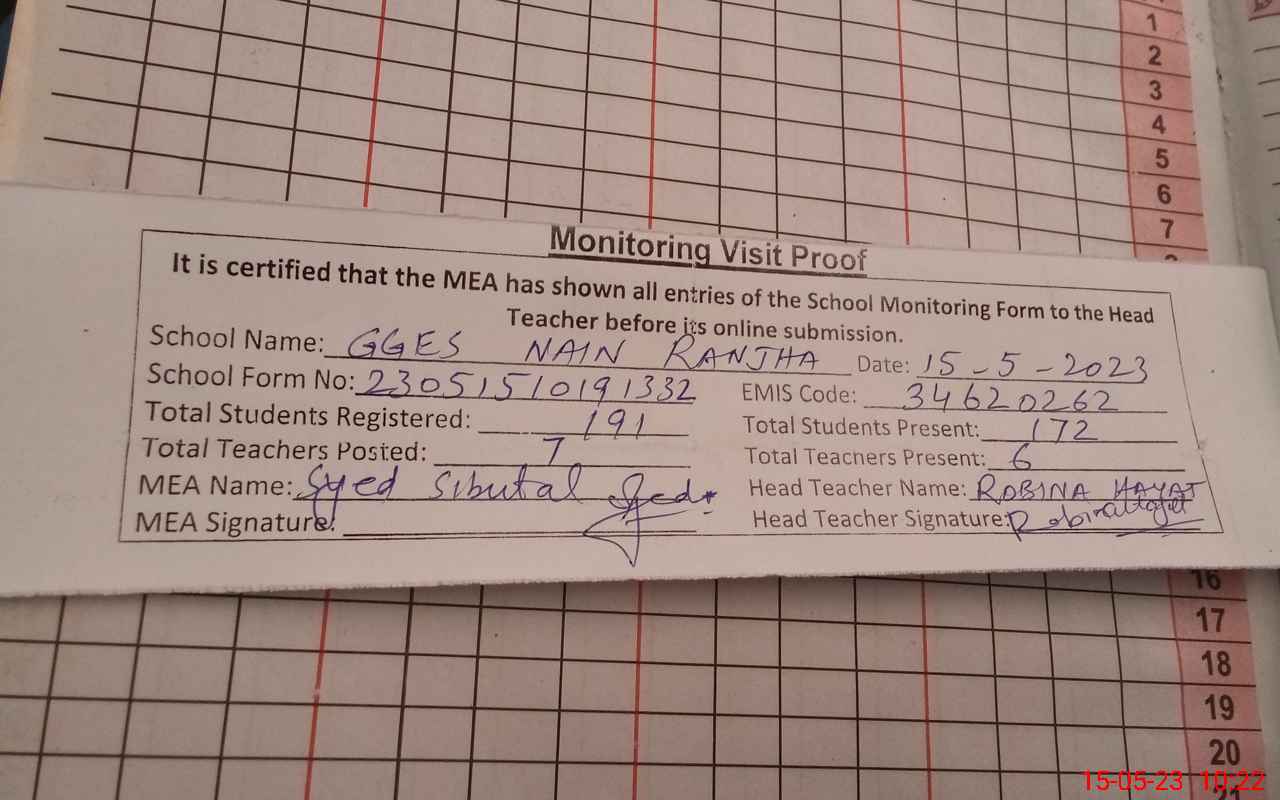 1
2
3
4
5
6
7
Monitoring Visit Proof
It is certified that the MEA has shown all entries of the School Monitoring Form to the Head
Teacher before its online submission.
School Name: GGES NAIN RANJHA Date: 15-5-2023
School Form No: 23051510191332 EMIS Code: 34620262
Total Students Registered: 191 Total Students Present: 172
Total Teachers Posted: 7 Total Teachers Present: 6
MEA Name: Syed Sibutal Head Teacher Name: ROBINA HAYAT
MEA Signature: Head Teacher Signature: Robina Hayat
16
17
18
19
20
21
15-05-23 10:22